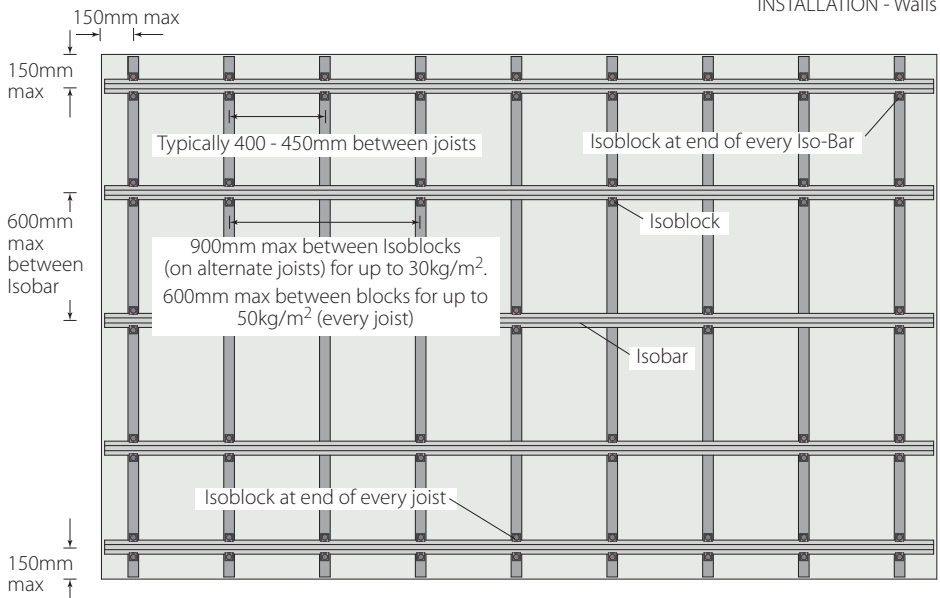 INSTALLATION - Walls
150mm max
150mm
max
Typically 400 - 450mm between joists
Isoblock at end of every Iso-Bar
600mm
max
between
Isobar
Isoblock
900mm max between Isoblocks
(on alternate joists) for up to 30kg/m².
600mm max between blocks for up to
50kg/m² (every joist)
Isobar
Isoblock at end of every joist
150mm
max